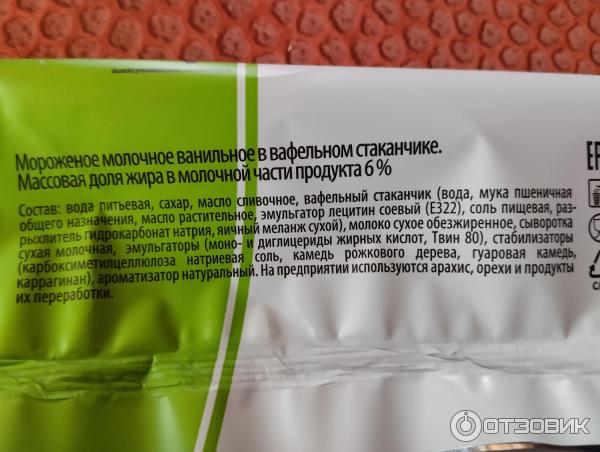 Мороженое молочное ванильное в вафельном стаканчике.
Массовая доля жира в молочной части продукта 6 %
Состав: вода питьевая, сахар, масло сливочное, вафельный стаканчик (вода, мука пшеничная
общего назначения, масло растительное, эмульгатор лецитин соевый (Е322), соль пищевая, раз-
рыхлитель гидрокарбонат натрия, яичный меланж сухой), молоко сухое обезжиренное, сыворотка
сухая молочная, эмульгаторы (моно- и диглицериды жирных кислот, Твин 80), стабилизаторы
(карбоксиметилцеллюлоза натриевая соль, камедь рожкового дерева, гуаровая камедь,
каррагинан), ароматизатор натуральный. На предприятии используются арахис, орехи и продукты
их переработки.
ОТЗОВИК